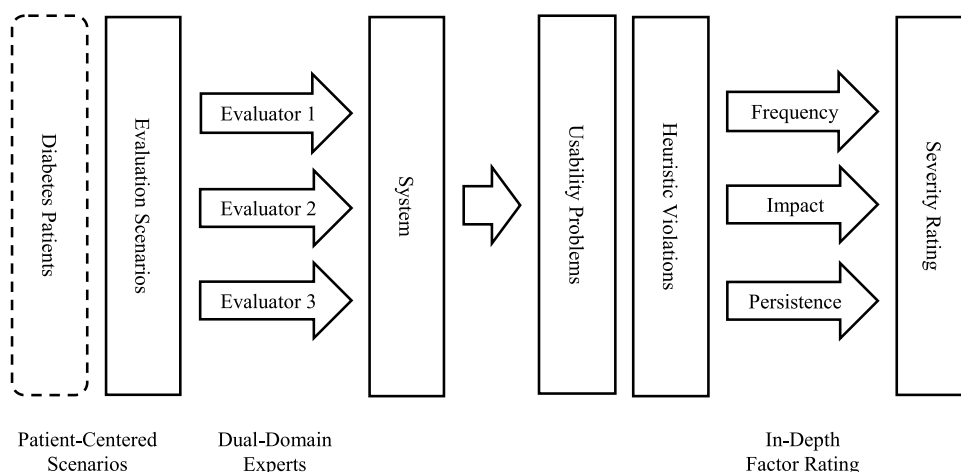 Diabetes Patients
Evaluation Scenarios
Evaluator 1
Evaluator 2
Evaluator 3
System
Usability Problems
Heuristic Violations
Frequency
Impact
Persistence
Severity Rating
Patient-Centered
Scenarios
Dual-Domain
Experts
In-Depth
Factor Rating